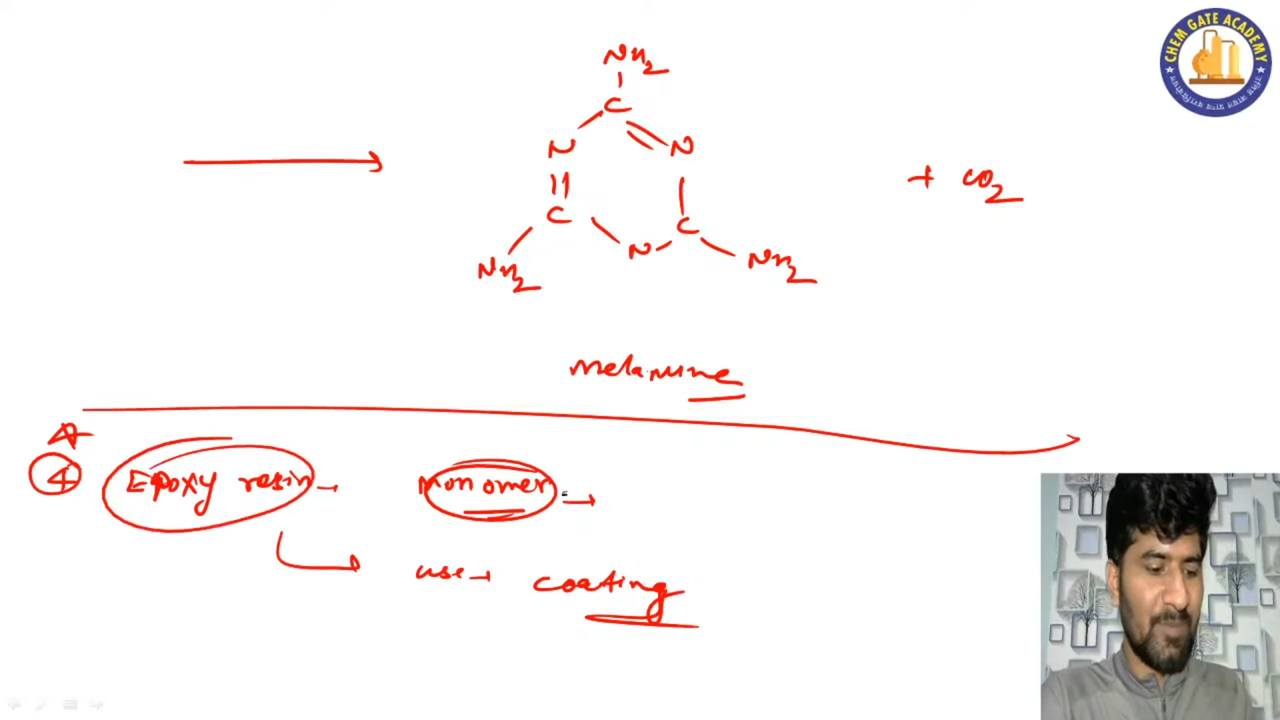 CHEM GATE ACADEMY
NH2
C
N N
C C
N
NH2 NH2
+ CO2
Melamine
4 Epoxy resin → monomer →
use → coating